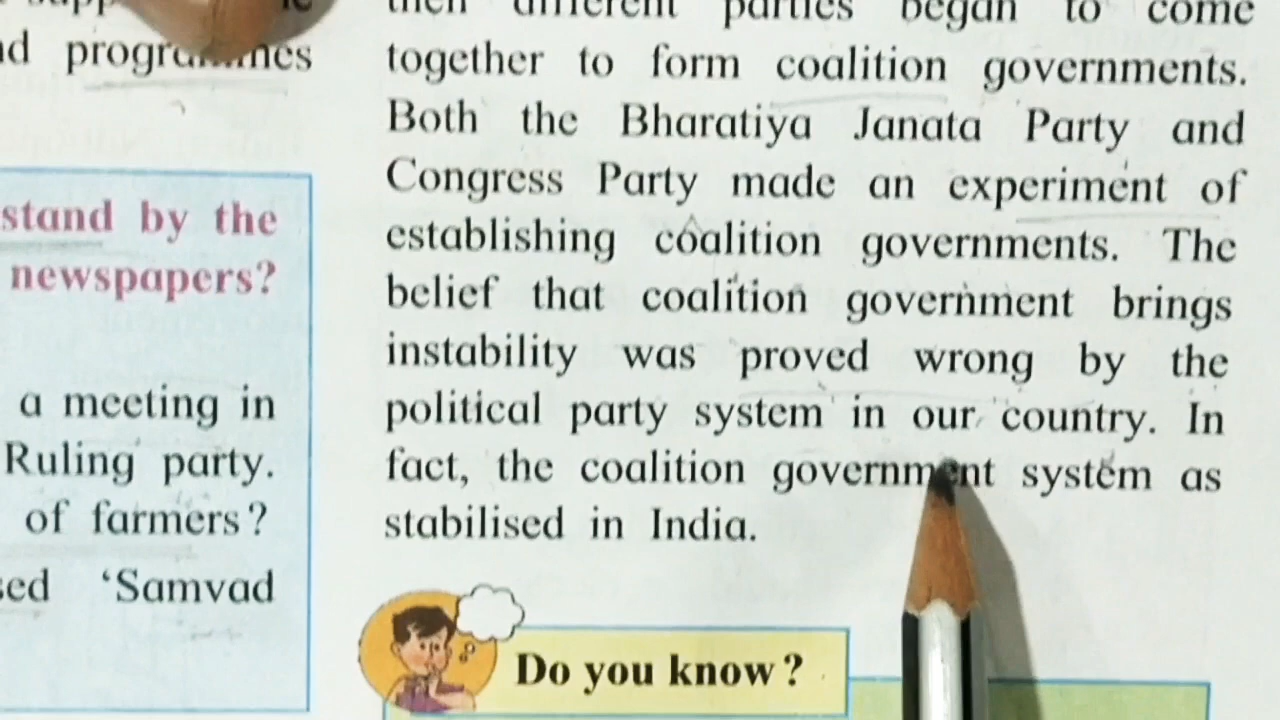 nd programmes
stand by the
newspapers?
a meeting in
Ruling party.
of farmers?
sed ‘Samvad
then different parties began to come
together to form coalition governments.
Both the Bharatiya Janata Party and
Congress Party made an experiment of
establishing coalition governments. The
belief that coalition government brings
instability was proved wrong by the
political party system in our country. In
fact, the coalition government system as
stabilised in India.
Do you know?